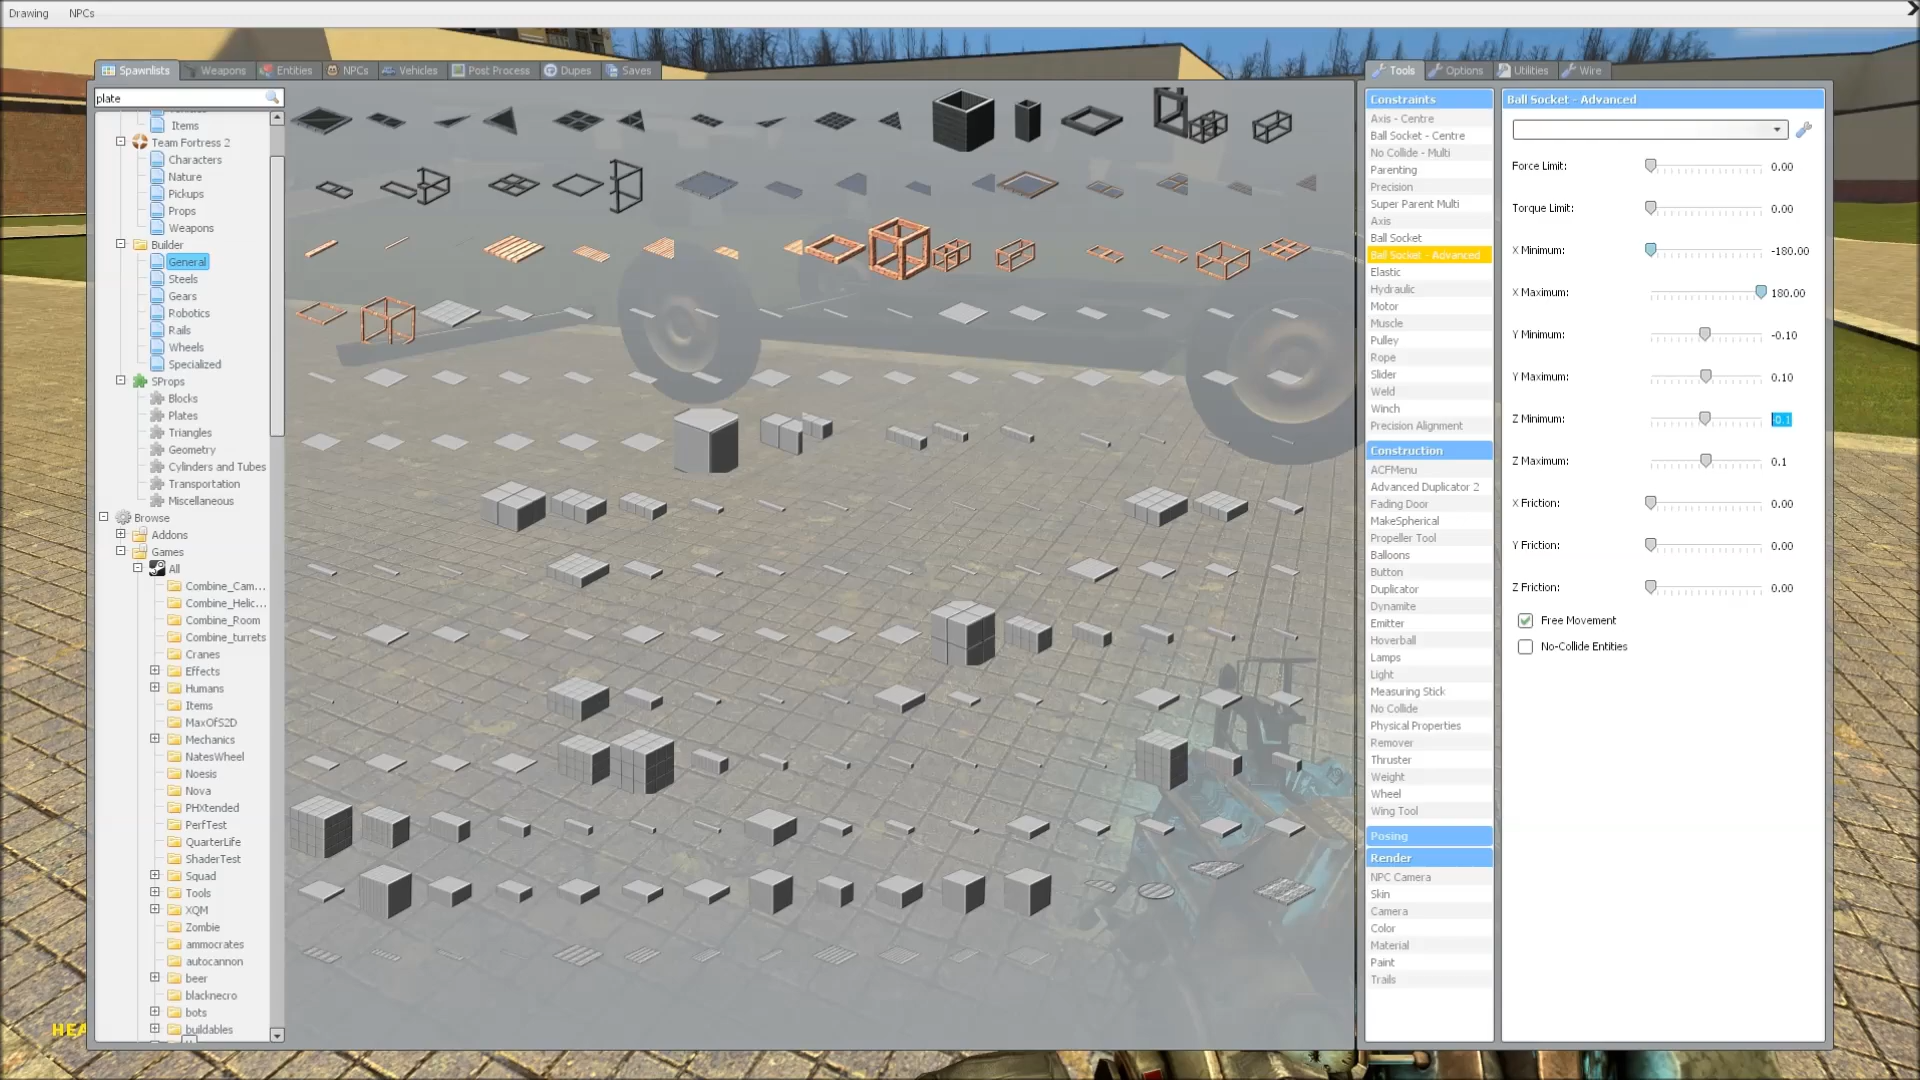 Drawing NPCs
Spawnlists Weapons Entities NPCs Vehicles Post Process Dupes Saves
plate
Items
Team Fortress 2
Characters
Nature
Pickups
Props
Weapons
Builder
General
Steels
Gears
Robotics
Rails
Wheels
Specialized
SProps
Blocks
Plates
Triangles
Geometry
Cylinders and Tubes
Transportation
Miscellaneous
Browse
Addons
Games
All
Combine_Cam...
Combine_Helic...
Combine_Room
Combine_turrets
Cranes
Effects
Humans
Items
MaxOfS2D
Mechanics
NatesWheel
Noesis
Nova
PHXtended
PerfTest
QuarterLife
ShaderTest
Squad
Tools
XQM
Zombie
ammocrates
autocannon
beer
blacknecro
bots
buildables
HEA
Tools Options Utilities Wire
Constraints
Axis - Centre
Ball Socket - Centre
No Collide - Multi
Parenting
Precision
Super Parent Multi
Axis
Ball Socket
Ball Socket - Advanced
Elastic
Hydraulic
Motor
Muscle
Pulley
Rope
Slider
Weld
Winch
Precision Alignment
Construction
ACFMenu
Advanced Duplicator 2
Fading Door
MakeSpherical
Propeller Tool
Balloons
Button
Duplicator
Dynamite
Emitter
Hoverball
Lamps
Light
Measuring Stick
No Collide
Physical Properties
Remover
Thruster
Weight
Wheel
Wing Tool
Posing
Render
NPC Camera
Skin
Camera
Color
Material
Paint
Trails
Ball Socket - Advanced
Force Limit: 0.00
Torque Limit: 0.00
X Minimum: -180.00
X Maximum: 180.00
Y Minimum: -0.10
Y Maximum: 0.10
Z Minimum: -0.1
Z Maximum: 0.1
X Friction: 0.00
Y Friction: 0.00
Z Friction: 0.00
Free Movement
No-Collide Entities